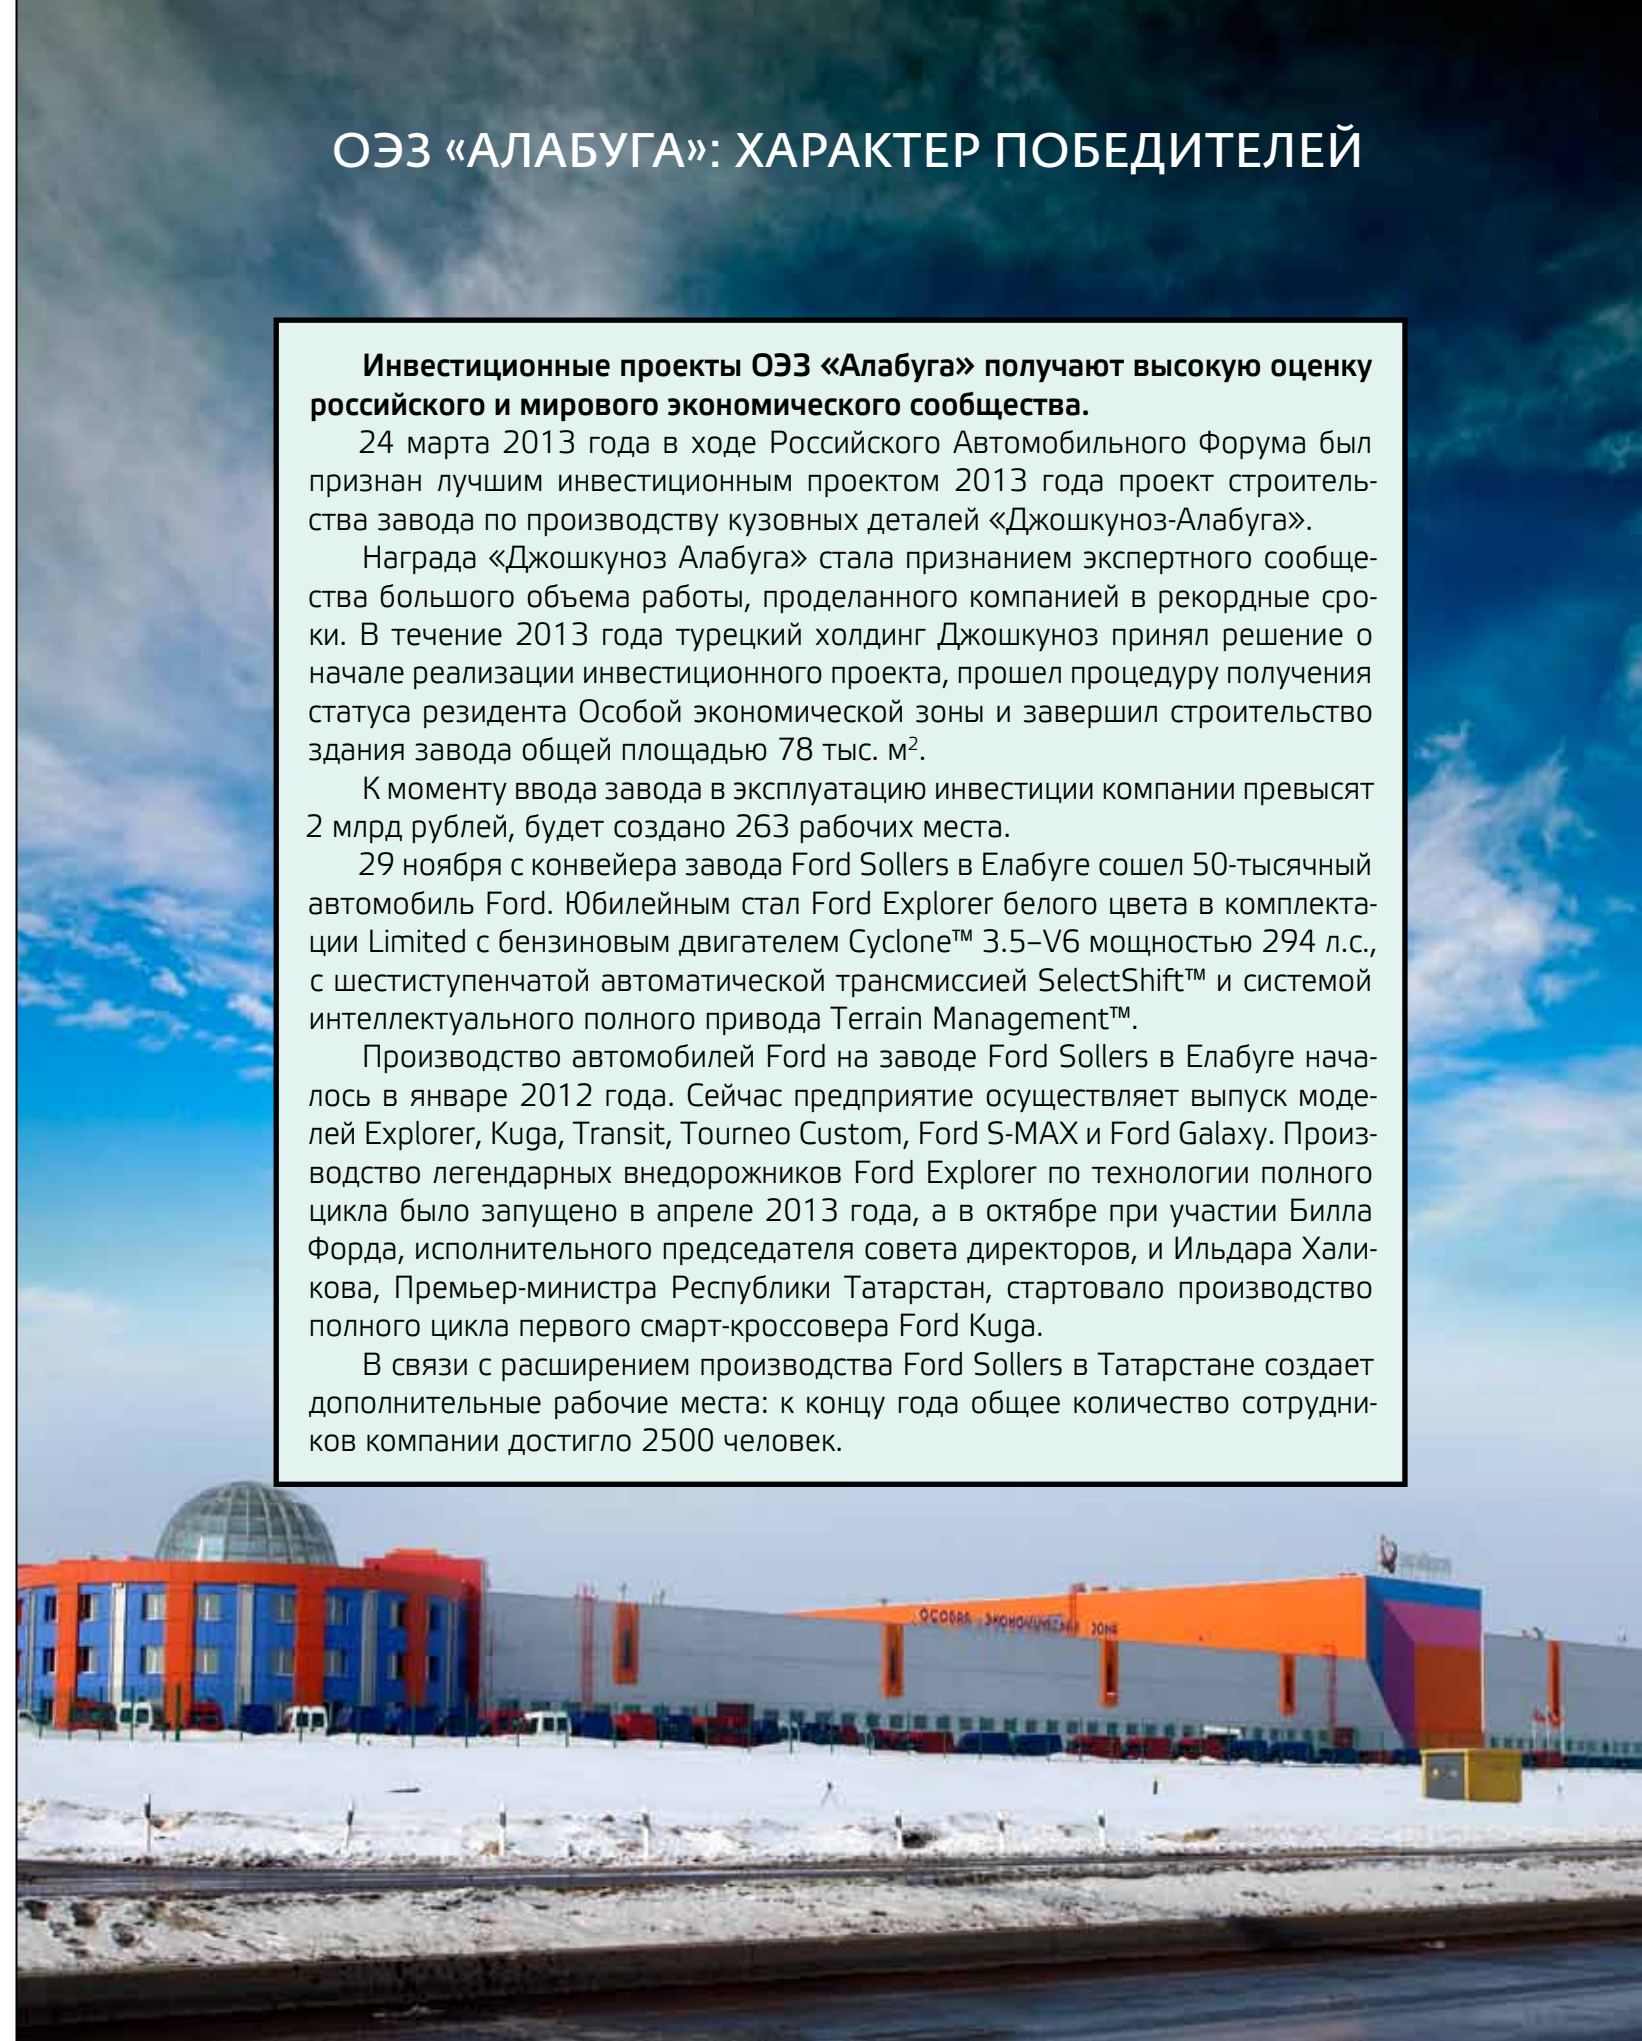 ОЭЗ «АЛАБУГА»: ХАРАКТЕР ПОБЕДИТЕЛЕЙ
Инвестиционные проекты ОЭЗ «Алабуга» получают высокую оценку
российского и мирового экономического сообщества.
24 марта 2013 года в ходе Российского Автомобильного Форума был
признан лучшим инвестиционным проектом 2013 года проект строитель-
ства завода по производству кузовных деталей «Джошкуноз-Алабуга».
Награда «Джошкуноз Алабуга» стала признанием экспертного сообще-
ства большого объема работы, проделанного компанией в рекордные сро-
ки. В течение 2013 года турецкий холдинг Джошкуноз принял решение о
начале реализации инвестиционного проекта, прошел процедуру получения
статуса резидента Особой экономической зоны и завершил строительство
здания завода общей площадью 78 тыс. м².
К моменту ввода завода в эксплуатацию инвестиции компании превысят
2 млрд рублей, будет создано 263 рабочих места.
29 ноября с конвейера завода Ford Sollers в Елабуге сошел 50-тысячный
автомобиль Ford. Юбилейным стал Ford Explorer белого цвета в комплекта-
ции Limited с бензиновым двигателем Cyclone™ 3.5–V6 мощностью 294 л.с.,
с шестиступенчатой автоматической трансмиссией SelectShift™ и системой
интеллектуального полного привода Terrain Management™.
Производство автомобилей Ford на заводе Ford Sollers в Елабуге нача-
лось в январе 2012 года. Сейчас предприятие осуществляет выпуск моде-
лей Explorer, Kuga, Transit, Tourneo Custom, Ford S-MAX и Ford Galaxy. Произ-
водство легендарных внедорожников Ford Explorer по технологии полного
цикла было запущено в апреле 2013 года, а в октябре при участии Билла
Форда, исполнительного председателя совета директоров, и Ильдара Хали-
кова, Премьер-министра Республики Татарстан, стартовало производство
полного цикла первого смарт-кроссовера Ford Kuga.
В связи с расширением производства Ford Sollers в Татарстане создает
дополнительные рабочие места: к концу года общее количество сотрудни-
ков компании достигло 2500 человек.
ОСОБАЯ ЭКОНОМИЧЕСКАЯ ЗОНА